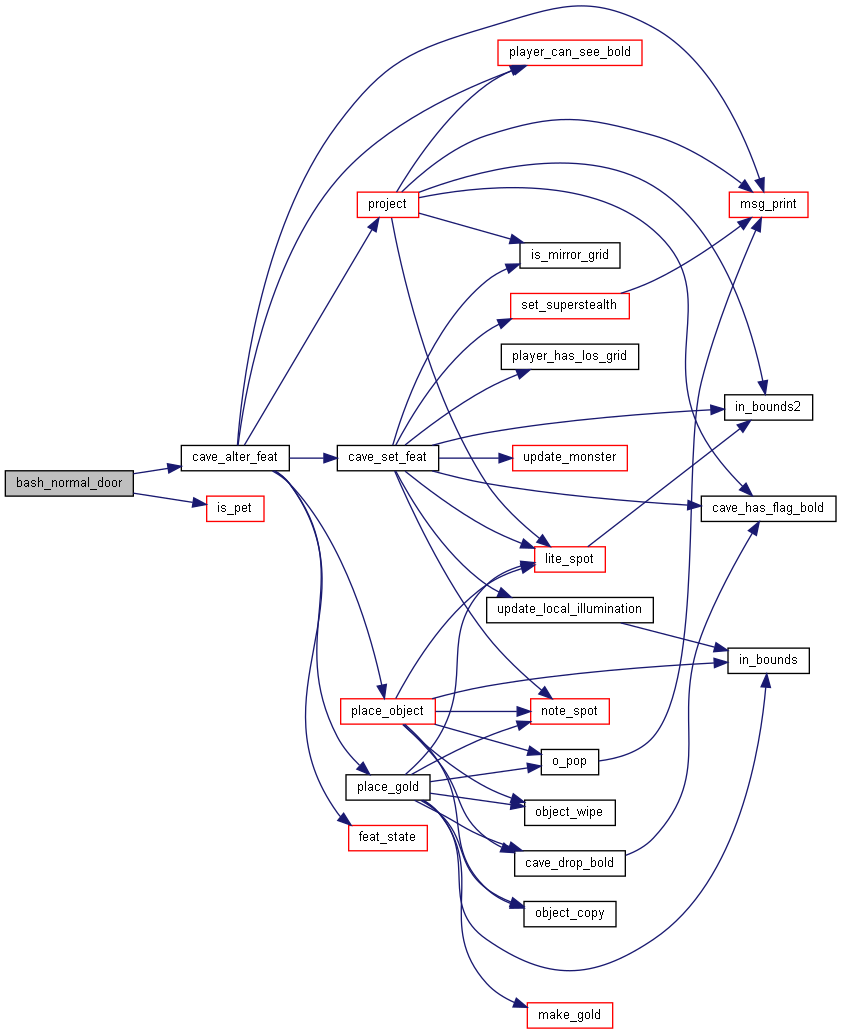 player_can_see_bold
project
msg_print
is_mirror_grid
set_superstealth
player_has_los_grid
in_bounds2
cave_alter_feat
cave_set_feat
update_monster
bash_normal_door
is_pet
cave_has_flag_bold
lite_spot
update_local_illumination
in_bounds
place_object
note_spot
o_pop
place_gold
object_wipe
feat_state
cave_drop_bold
object_copy
make_gold